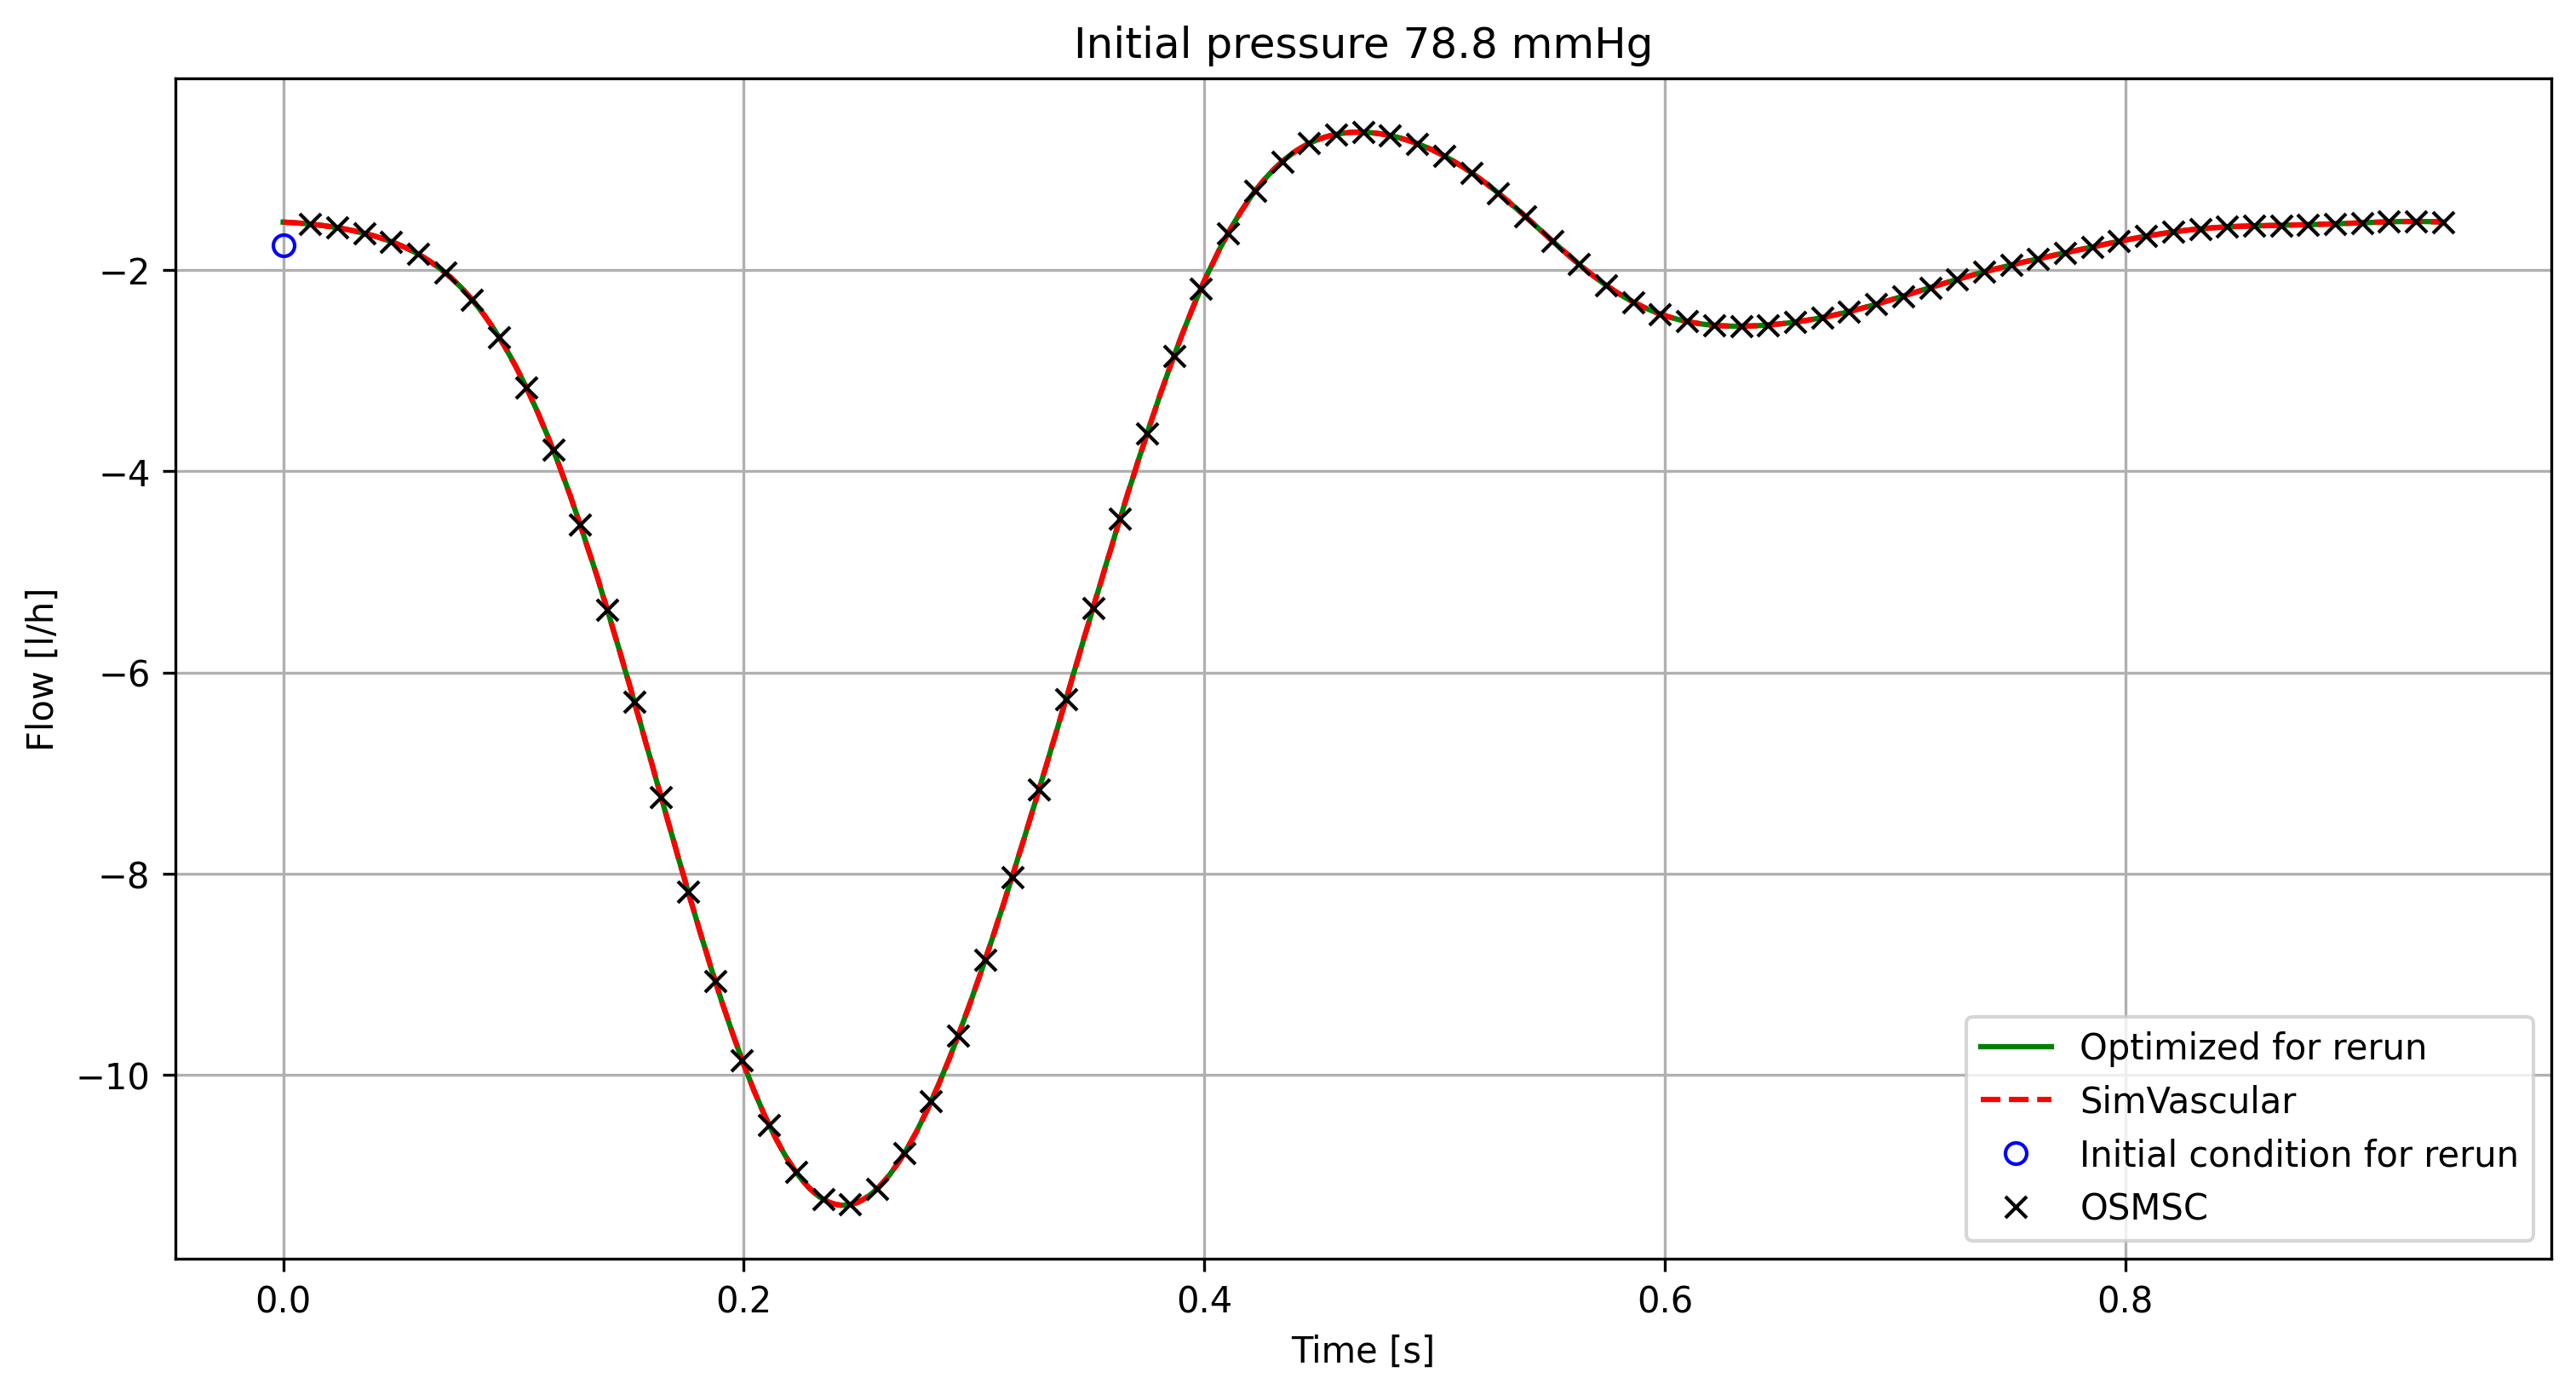 Initial pressure 78.8 mmHg
Flow [l/h]
−2
−4
−6
−8
−10
0.0
0.2
0.4
0.6
0.8
Time [s]
Optimized for rerun
SimVascular
Initial condition for rerun
OSMSC